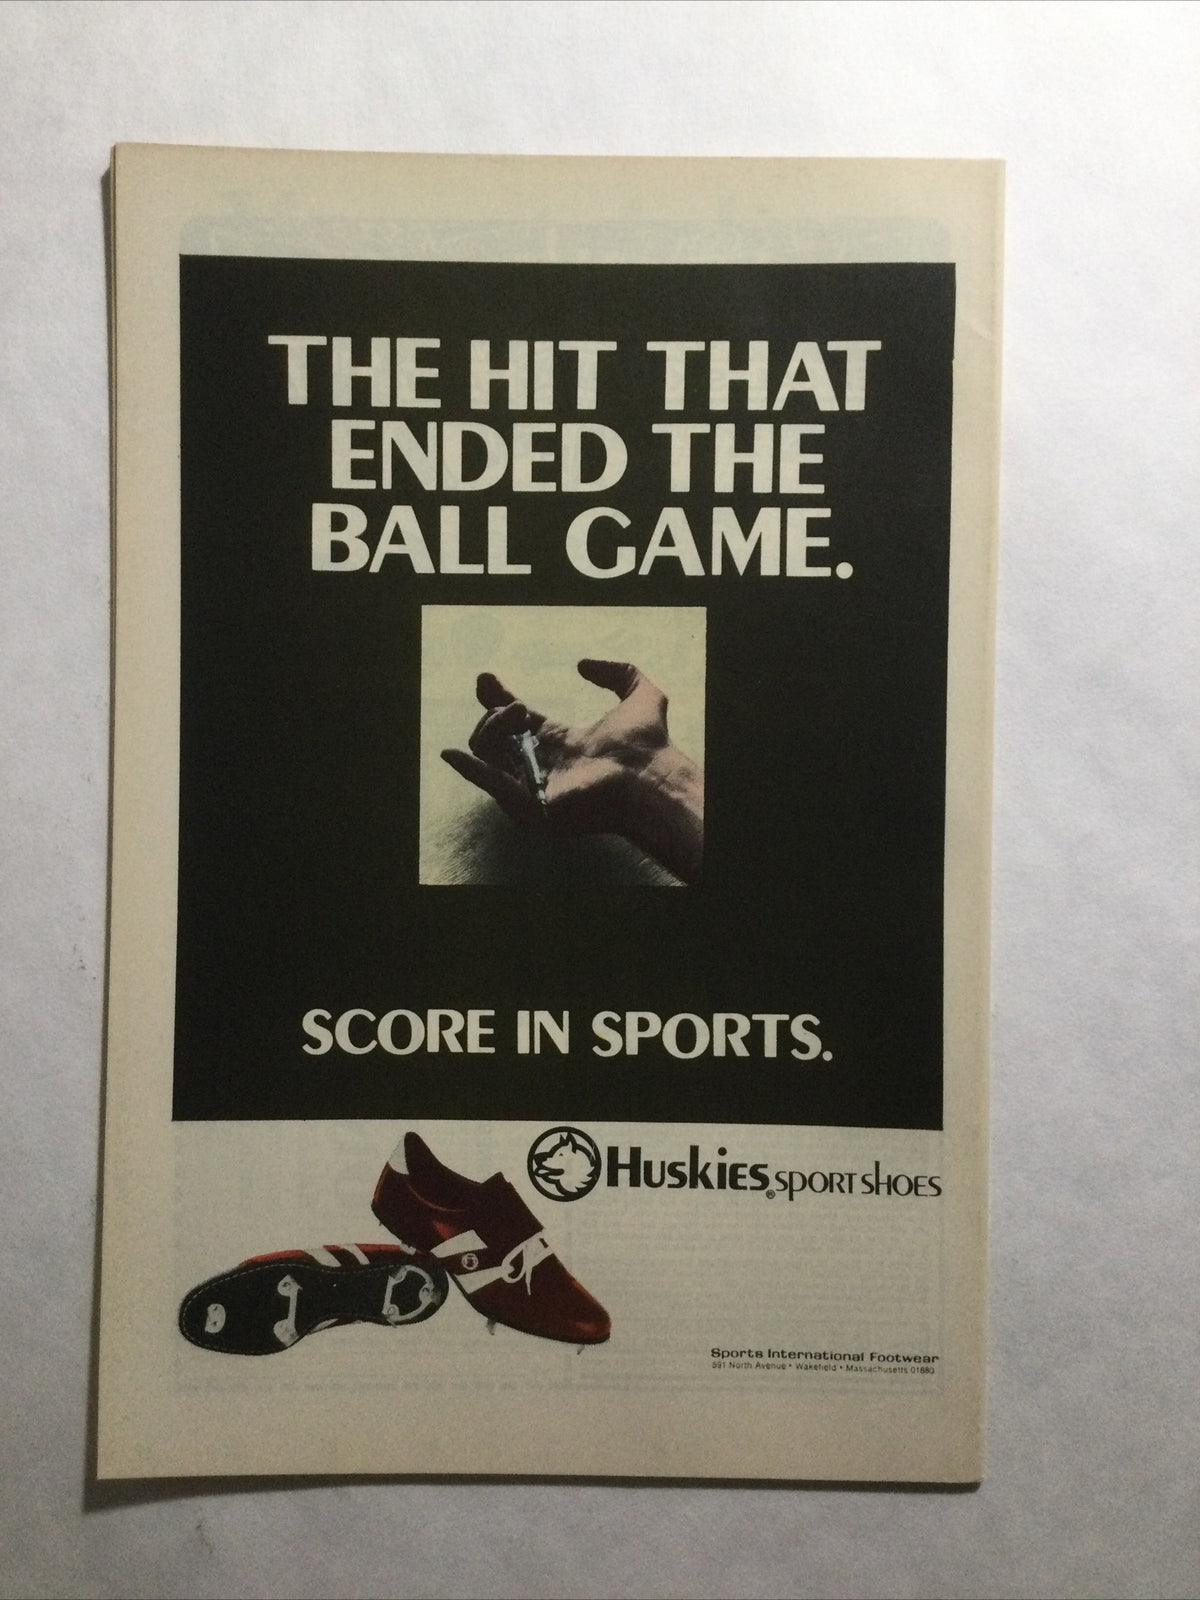 THE HIT THAT
ENDED THE
BALL GAME.
SCORE IN SPORTS.
HUSKIES® SPORT SHOES
Sports International Footwear
591 North Avenue • Wakefield • Massachusetts 01880